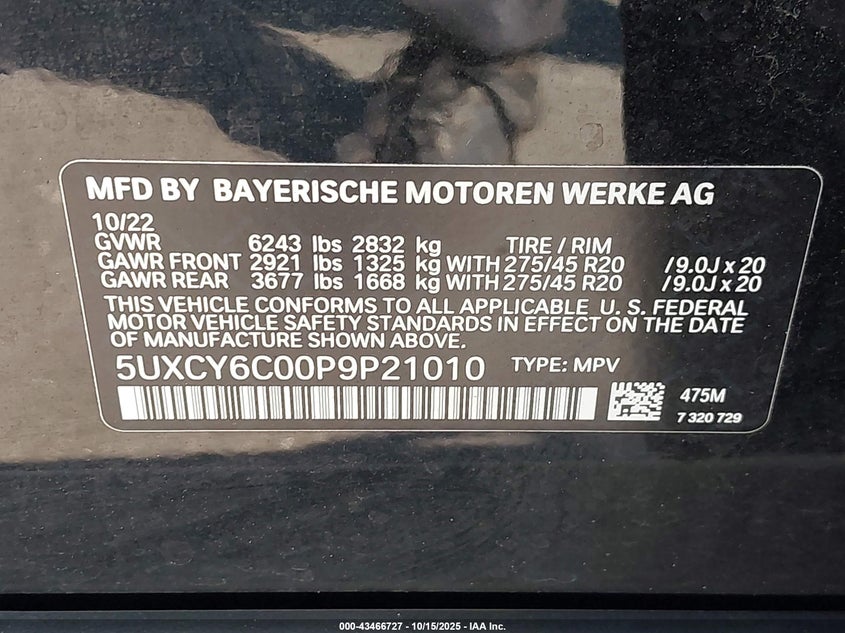 MFD BY BAYERISCHE MOTOREN WERKE AG
10/22
GVWR 6243 lbs 2832 kg TIRE / RIM
GAWR FRONT 2921 lbs 1325 kg WITH 275/45 R20 / 9.0J x 20
GAWR REAR 3677 lbs 1668 kg WITH 275/45 R20 / 9.0J x 20
THIS VEHICLE CONFORMS TO ALL APPLICABLE U. S. FEDERAL
MOTOR VEHICLE SAFETY STANDARDS IN EFFECT ON THE DATE
OF MANUFACTURE SHOWN ABOVE.
5UXCY6C00P9P21010 TYPE: MPV
475M
7 320 729
000-43466727 - 10/15/2025 - IAA Inc.